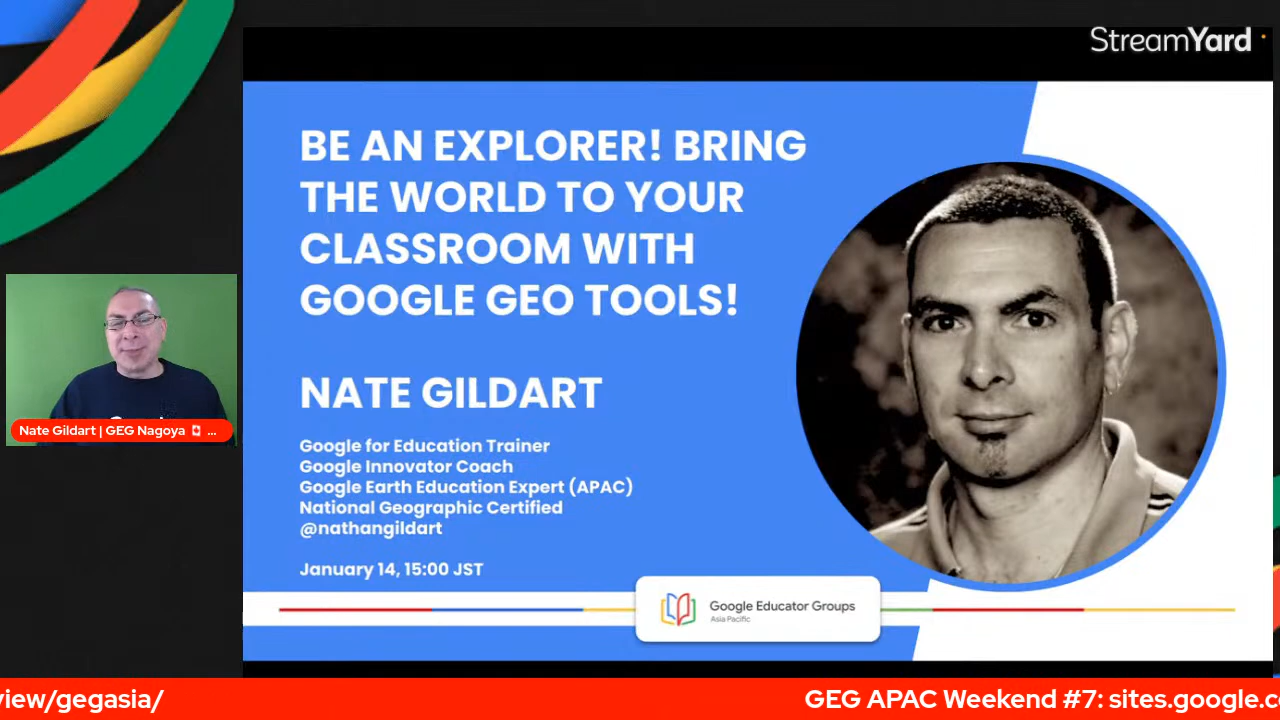 StreamYard
BE AN EXPLORER! BRING
THE WORLD TO YOUR
CLASSROOM WITH
GOOGLE GEO TOOLS!
NATE GILDART
Google for Education Trainer
Google Innovator Coach
Google Earth Education Expert (APAC)
National Geographic Certified
@nathangildart
January 14, 15:00 JST
Google Educator Groups
Asia Pacific
Nate Gildart | GEG Nagoya 🇨🇦 ...
view/gegasia/
GEG APAC Weekend #7: sites.google.c